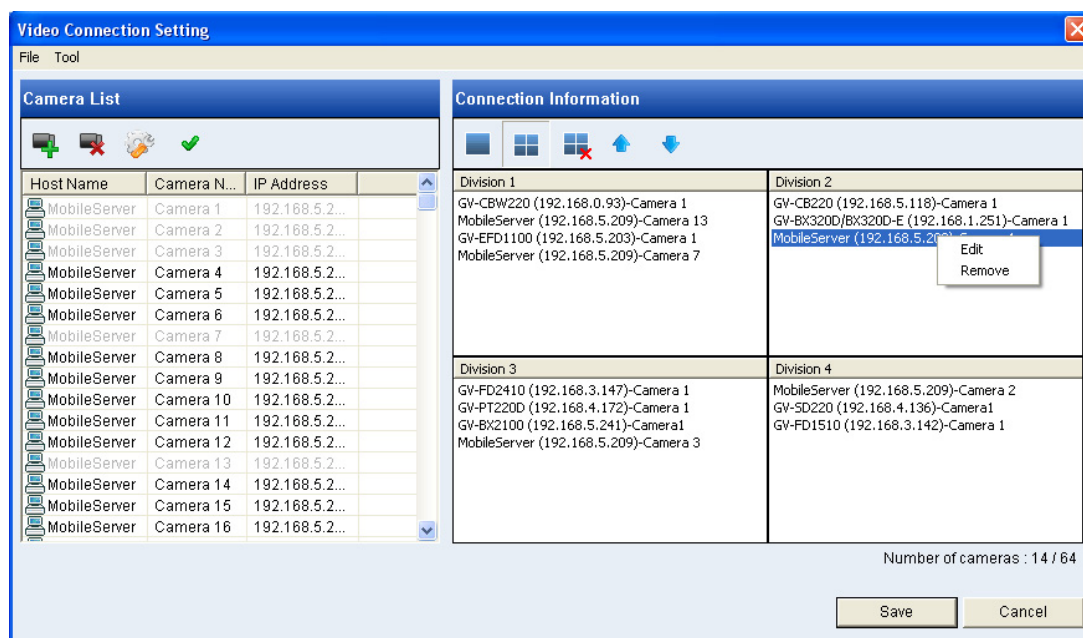 Video Connection Setting
File Tool
Camera List
Host Name Camera N... IP Address
MobileServer Camera 1 192.168.5.2...
MobileServer Camera 2 192.168.5.2...
MobileServer Camera 3 192.168.5.2...
MobileServer Camera 4 192.168.5.2...
MobileServer Camera 5 192.168.5.2...
MobileServer Camera 6 192.168.5.2...
MobileServer Camera 7 192.168.5.2...
MobileServer Camera 8 192.168.5.2...
MobileServer Camera 9 192.168.5.2...
MobileServer Camera 10 192.168.5.2...
MobileServer Camera 11 192.168.5.2...
MobileServer Camera 12 192.168.5.2...
MobileServer Camera 13 192.168.5.2...
MobileServer Camera 14 192.168.5.2...
MobileServer Camera 15 192.168.5.2...
MobileServer Camera 16 192.168.5.2...
Connection Information
Division 1
GV-CBW220 (192.168.0.93)-Camera 1
MobileServer (192.168.5.209)-Camera 13
GV-EFD1100 (192.168.5.203)-Camera 1
MobileServer (192.168.5.209)-Camera 7
Division 2
GV-CB220 (192.168.5.118)-Camera 1
GV-BX320D/BX320D-E (192.168.1.251)-Camera 1
MobileServer
Edit
Remove
Division 3
GV-FD2410 (192.168.3.147)-Camera 1
GV-PT220D (192.168.4.172)-Camera 1
GV-BX2100 (192.168.5.241)-Camera1
MobileServer (192.168.5.209)-Camera 3
Division 4
MobileServer (192.168.5.209)-Camera 2
GV-SD220 (192.168.4.136)-Camera1
GV-FD1510 (192.168.3.142)-Camera 1
Number of cameras : 14 / 64
Save Cancel